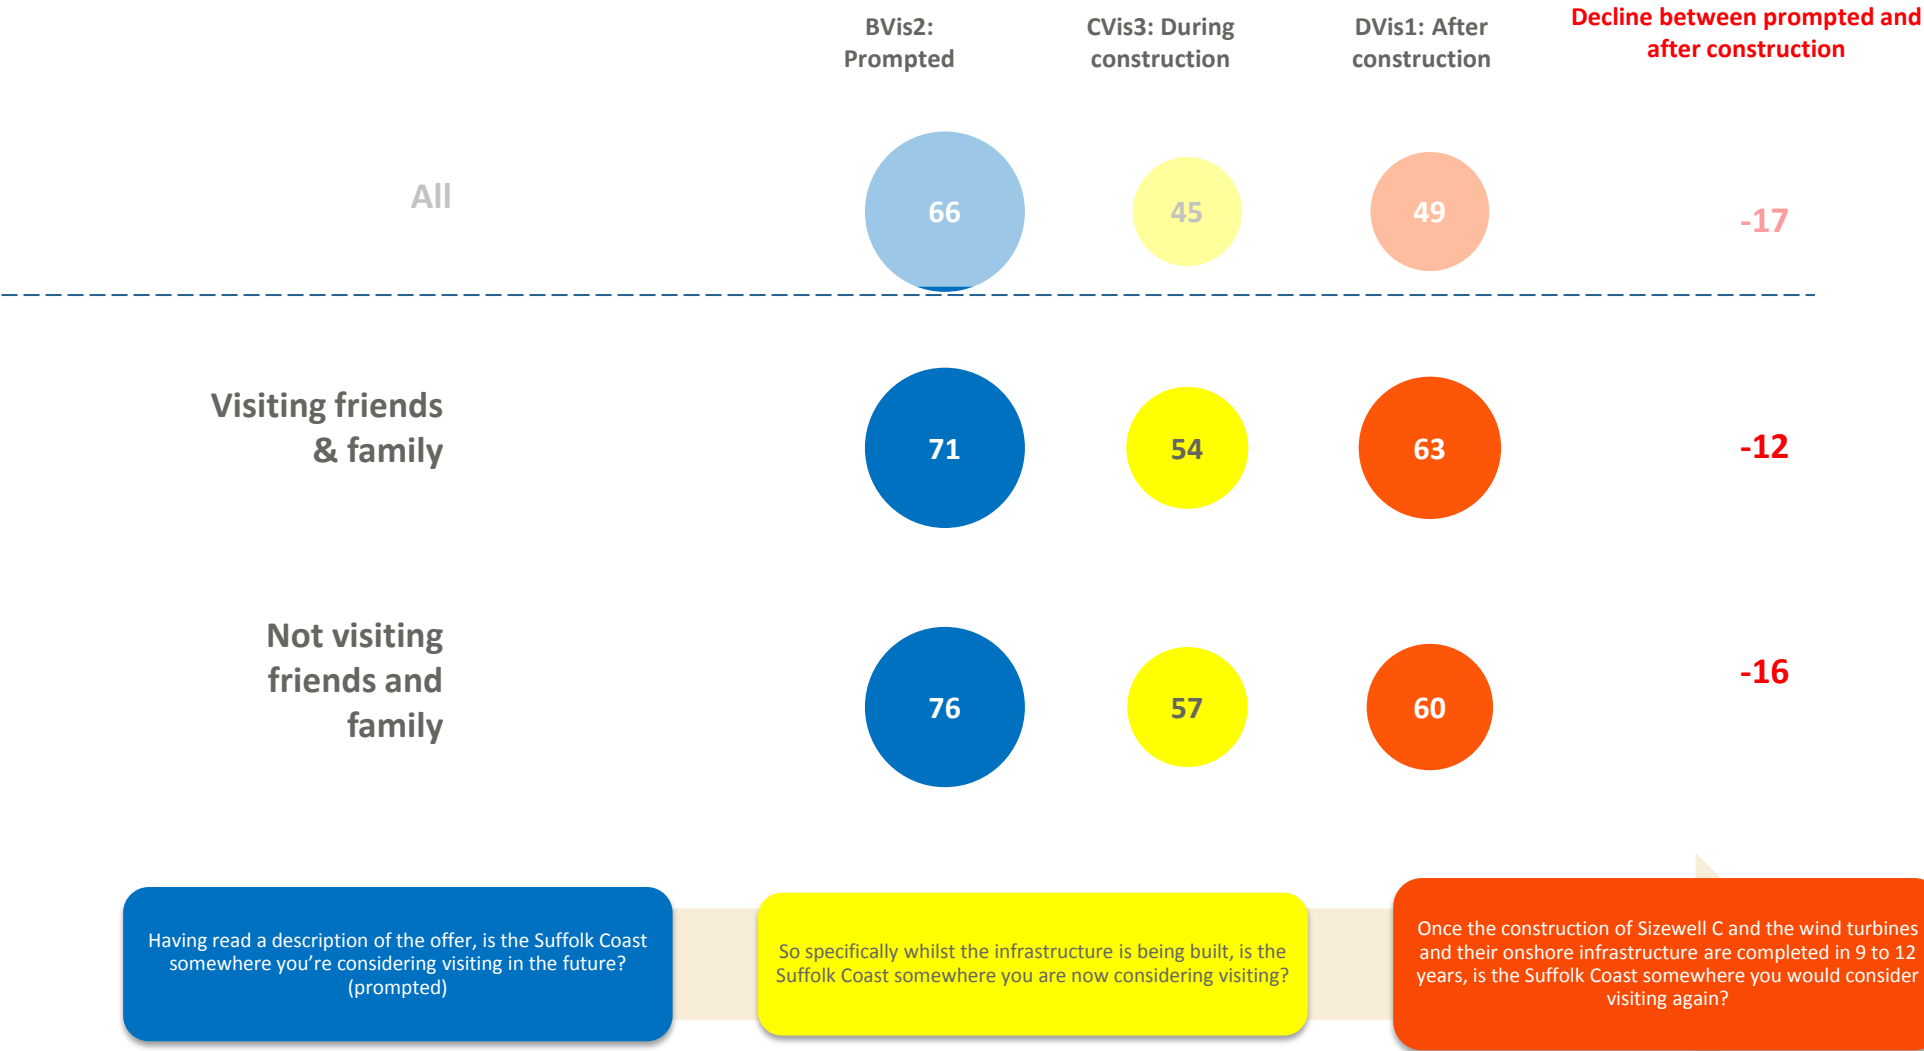 BVis2:
Prompted
CVis3: During
construction
DVis1: After
construction
Decline between prompted and
after construction
All
66
45
49
-17
Visiting friends
& family
71
54
63
-12
Not visiting
friends and
family
76
57
60
-16
Having read a description of the offer, is the Suffolk Coast
somewhere you’re considering visiting in the future?
(prompted)
So specifically whilst the infrastructure is being built, is the
Suffolk Coast somewhere you are now considering visiting?
Once the construction of Sizewell C and the wind turbines
and their onshore infrastructure are completed in 9 to 12
years, is the Suffolk Coast somewhere you would consider
visiting again?